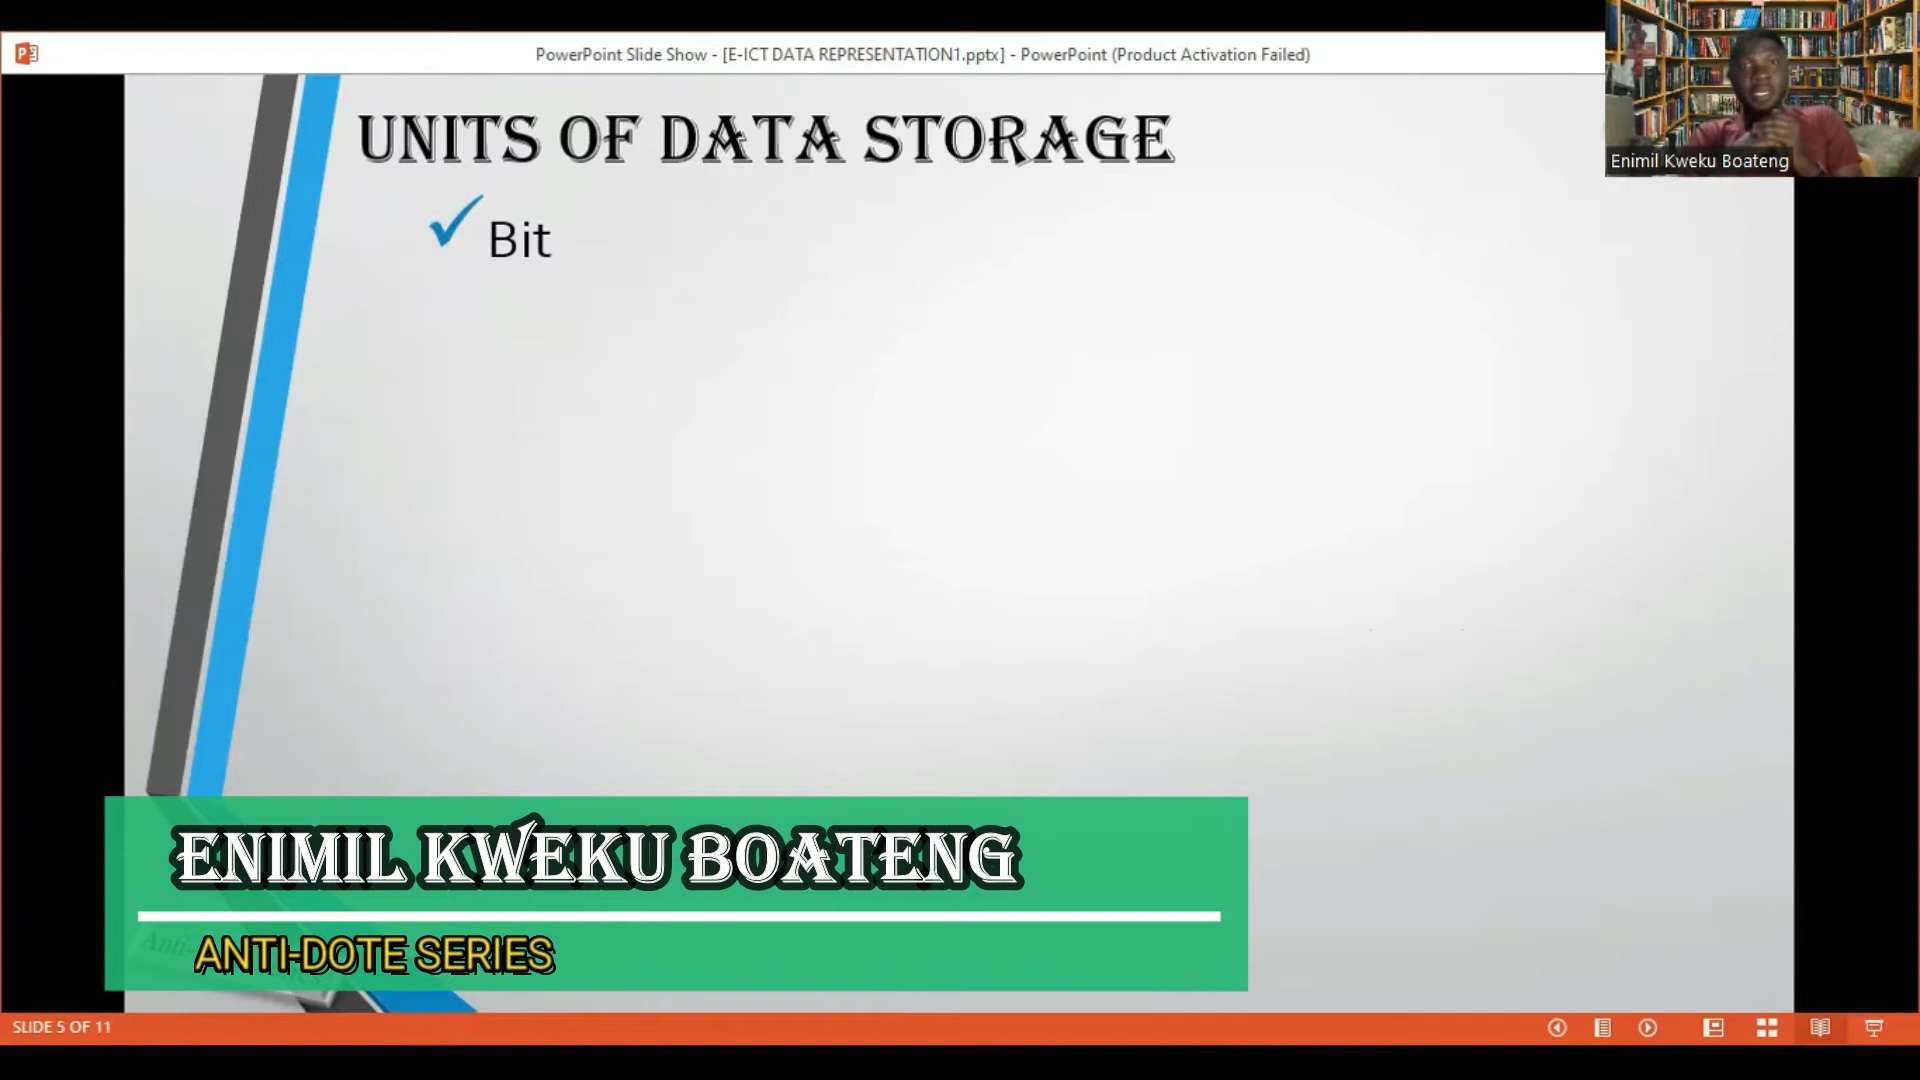 PowerPoint Slide Show - [E-ICT DATA REPRESENTATION1.pptx] - PowerPoint (Product Activation Failed)
UNITS OF DATA STORAGE
Enimil Kweku Boateng
Bit
ENIMIL KWEKU BOATENG
Anti-
ANTI-DOTE SERIES
SLIDE 5 OF 11